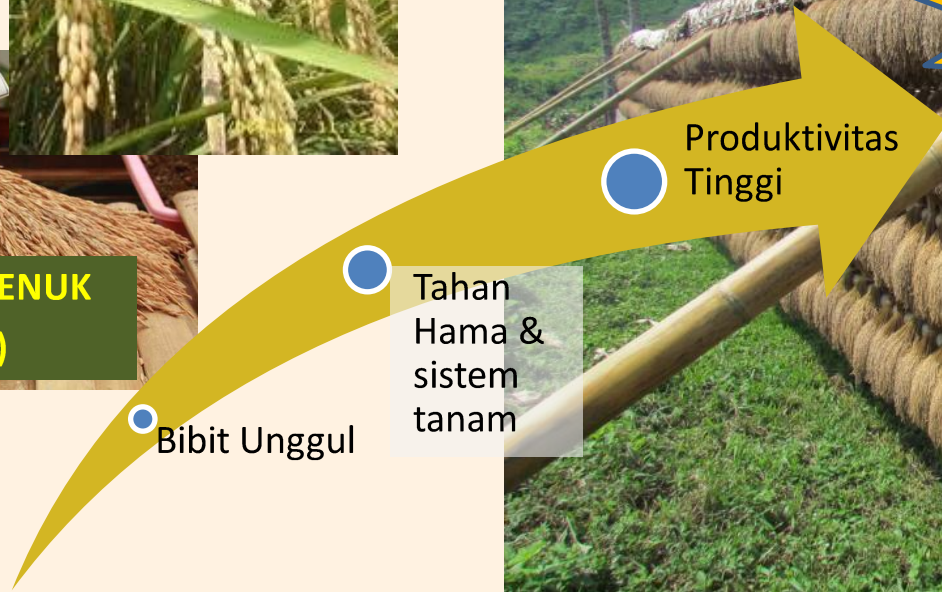 Produktivitas
Tinggi
ENUK
)
Tahan
Hama &
sistem
tanam
Bibit Unggul